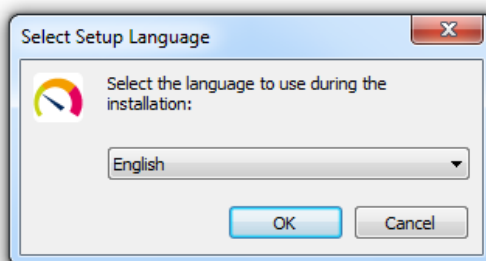 Select Setup Language
Select the language to use during the
installation:
English
OK
Cancel